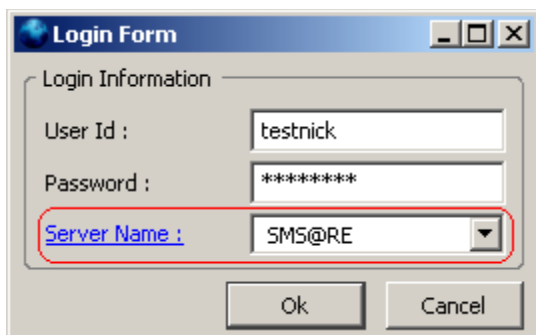 Login Form
Login Information
User Id : testnick
Password : ********
Server Name : SMS@RE
Ok Cancel